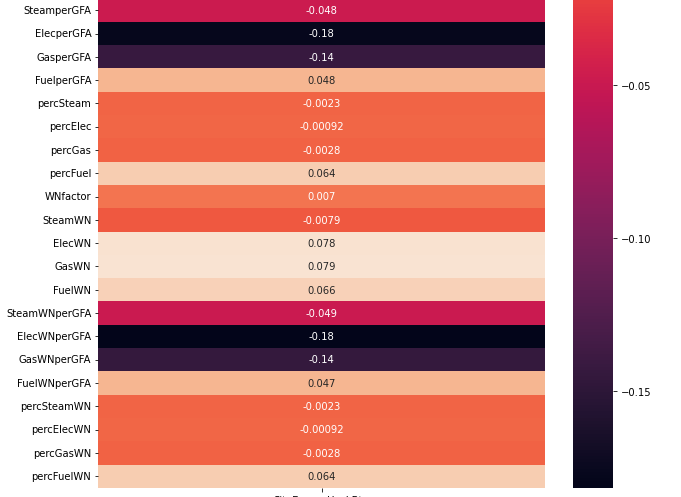 SteamperGFA -0.048
ElecperGFA -0.18
GasperGFA -0.14
FuelperGFA 0.048
percSteam -0.0023
percElec -0.00092
percGas -0.0028
percFuel 0.064
WNfactor 0.007
SteamWN -0.0079
ElecWN 0.078
GasWN 0.079
FuelWN 0.066
SteamWNperGFA -0.049
ElecWNperGFA -0.18
GasWNperGFA -0.14
FuelWNperGFA 0.047
percSteamWN -0.0023
percElecWN -0.00092
percGasWN -0.0028
percFuelWN 0.064
−0.05
−0.10
−0.15